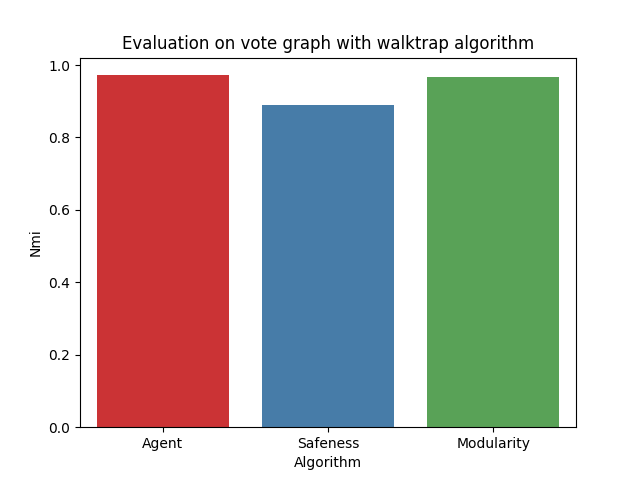 Evaluation on vote graph with walktrap algorithm
1.0
0.8
0.6
0.4
0.2
0.0
Nmi
Agent Safeness Modularity
Algorithm